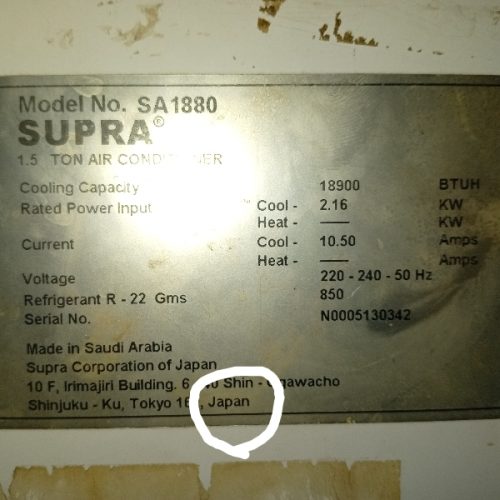 Model No. SA1880
SUPRA®
1.5 TON AIR CONDITIONER
Cooling Capacity 18900 BTUH
Rated Power Input Cool - 2.16 KW
Heat - —— KW
Current Cool - 10.50 Amps
Heat - —— Amps
Voltage 220 - 240 - 50 Hz
Refrigerant R - 22 Gms 850
Serial No. N0005130342
Made in Saudi Arabia
Supra Corporation of Japan
10 F, Irimajiri Building. Shin - Ogawacho
Shinjuku - Ku, Tokyo Japan